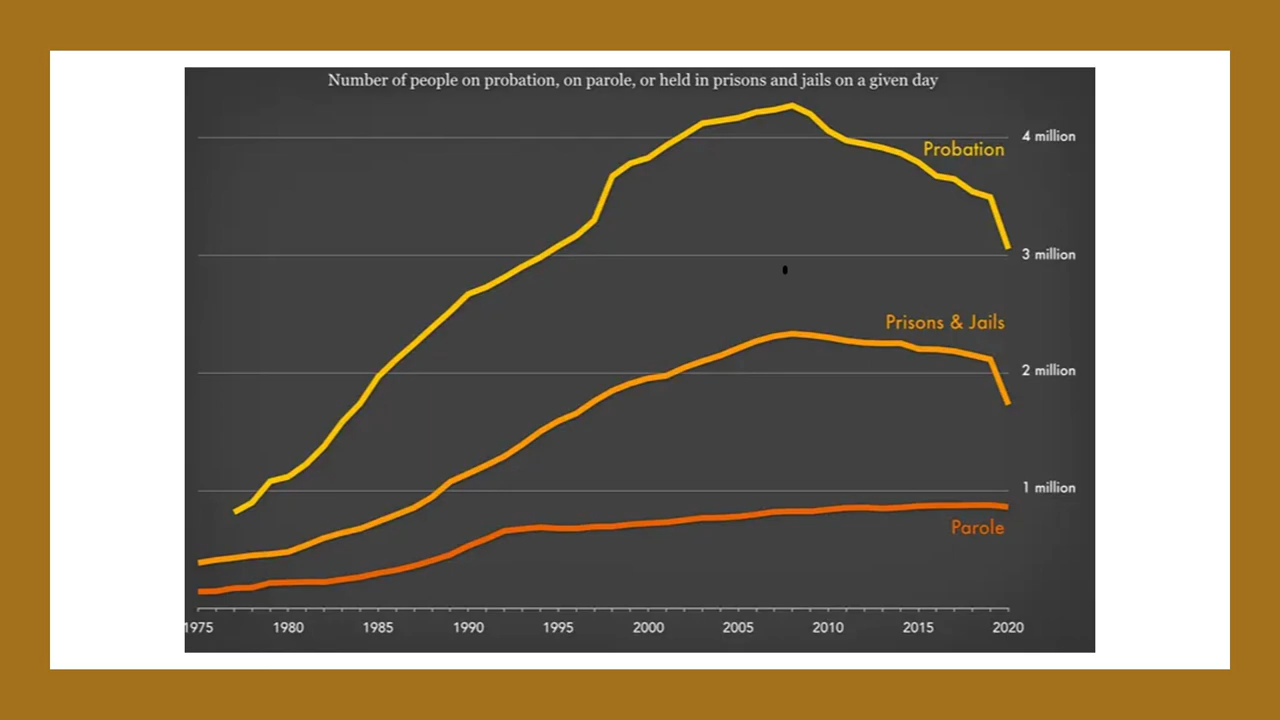 Number of people on probation, on parole, or held in prisons and jails on a given day
4 million
Probation
3 million
Prisons & Jails
2 million
1 million
Parole
1975 1980 1985 1990 1995 2000 2005 2010 2015 2020